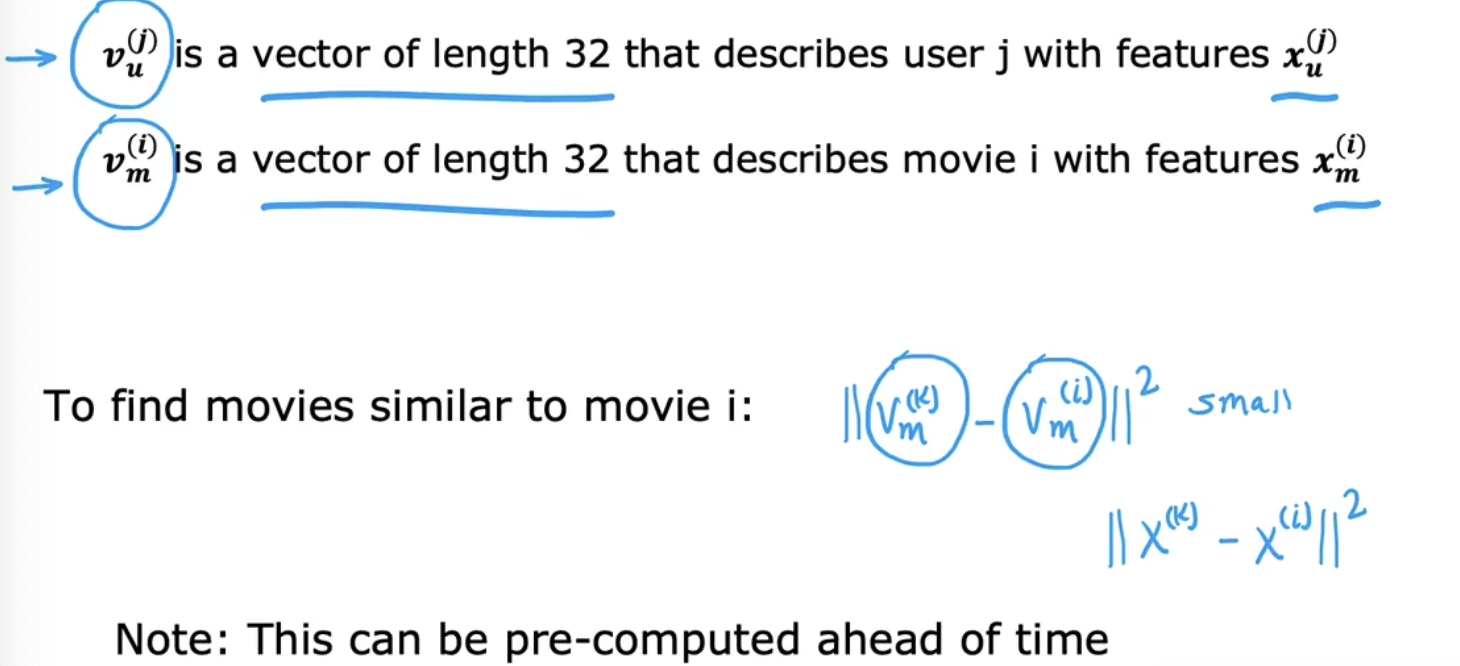 v_u^(j) is a vector of length 32 that describes user j with features x_u^(j)
v_m^(i) is a vector of length 32 that describes movie i with features x_m^(i)
To find movies similar to movie i: ||v_m^(k) - v_m^(i)||^2 small
||x^(k) - x^(i)||^2
Note: This can be pre-computed ahead of time